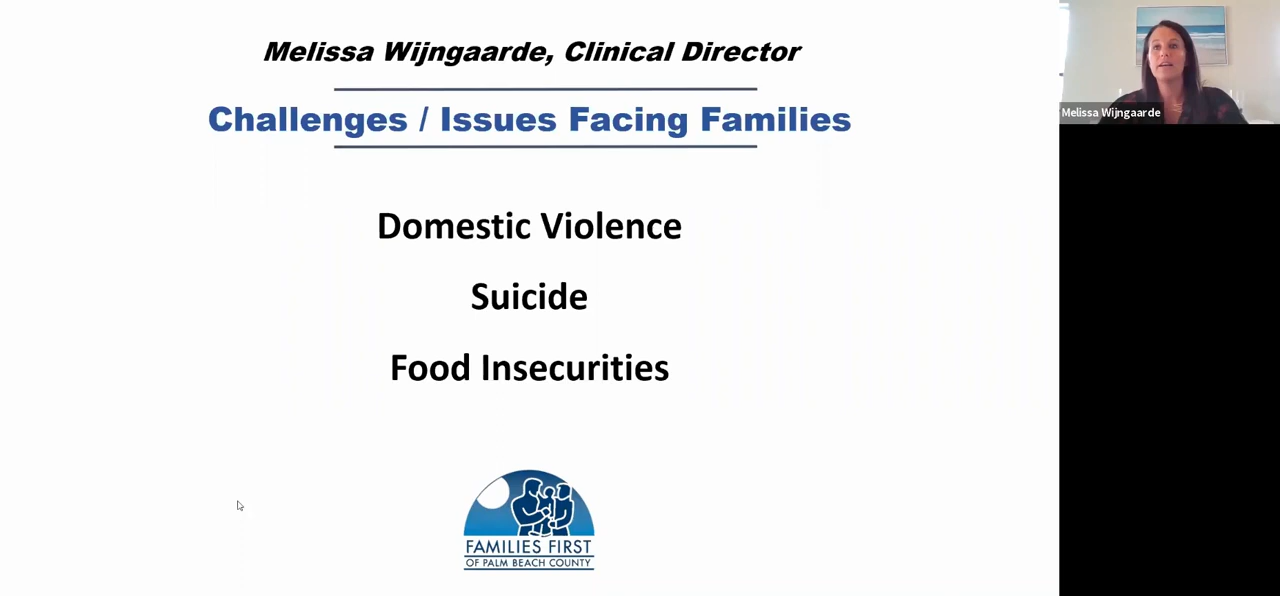 Melissa Wijngaarde, Clinical Director
Challenges / Issues Facing Families
Domestic Violence
Suicide
Food Insecurities
FAMILIES FIRST
OF PALM BEACH COUNTY
Melissa Wijngaarde